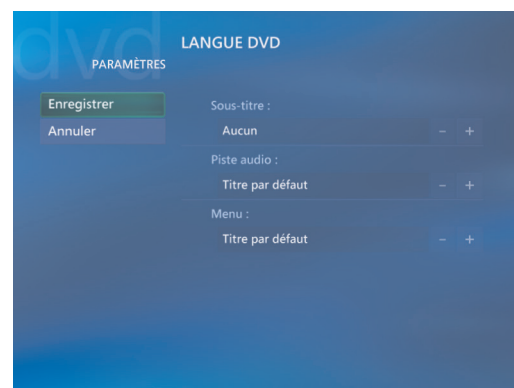 dvd
LANGUE DVD
PARAMÈTRES
Enregistrer
Annuler
Sous-titre :
Aucun - +
Piste audio :
Titre par défaut - +
Menu :
Titre par défaut - +